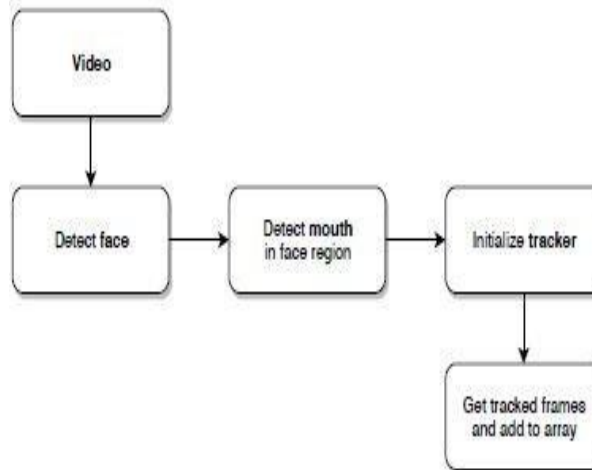 Video
Detect face
Detect mouth
in face region
Initialize tracker
Get tracked frames
and add to array